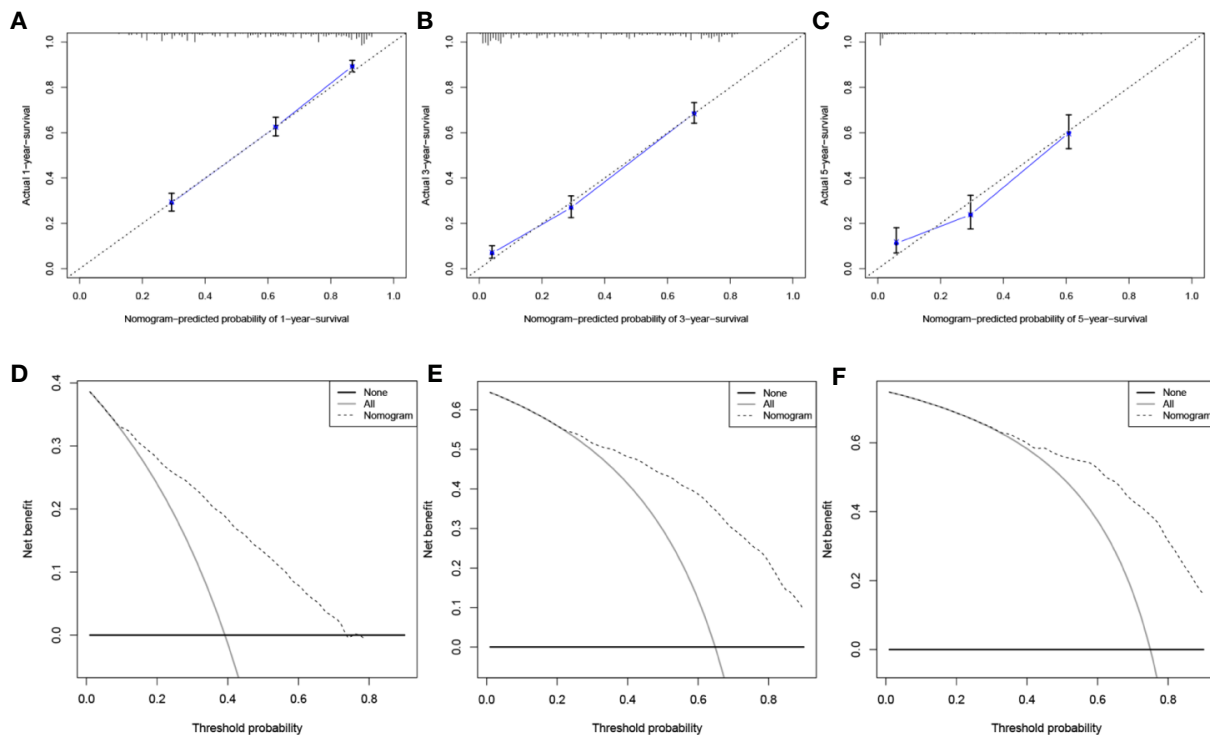 A
B
C
Actual 1−year−survival
1.0
0.8
0.6
0.4
0.2
0.0
0.0 0.2 0.4 0.6 0.8 1.0
Nomogram−predicted probability of 1−year−survival
Actual 3−year−survival
1.0
0.8
0.6
0.4
0.2
0.0
0.0 0.2 0.4 0.6 0.8 1.0
Nomogram−predicted probability of 3−year−survival
Actual 5−year−survival
1.0
0.8
0.6
0.4
0.2
0.0
0.0 0.2 0.4 0.6 0.8 1.0
Nomogram−predicted probability of 5−year−survival
D
E
F
Net benefit
0.4
0.3
0.2
0.1
0.0
None
All
Nomogram
0.0 0.2 0.4 0.6 0.8
Threshold probability
Net benefit
0.6
0.5
0.4
0.3
0.2
0.1
0.0
None
All
Nomogram
0.0 0.2 0.4 0.6 0.8
Threshold probability
Net benefit
0.6
0.4
0.2
0.0
None
All
Nomogram
0.0 0.2 0.4 0.6 0.8
Threshold probability